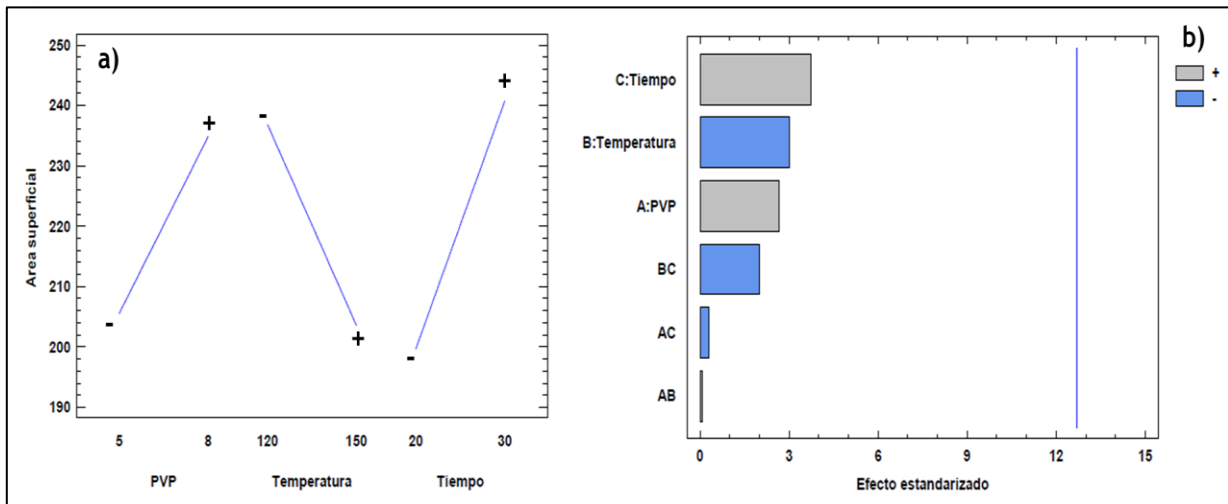 a)
Area superficial
250
240
230
220
210
200
190
- + - + - +
5 8 120 150 20 30
PVP Temperatura Tiempo
b)
+
-
C:Tiempo
B:Temperatura
A:PVP
BC
AC
AB
0 3 6 9 12 15
Efecto estandarizado